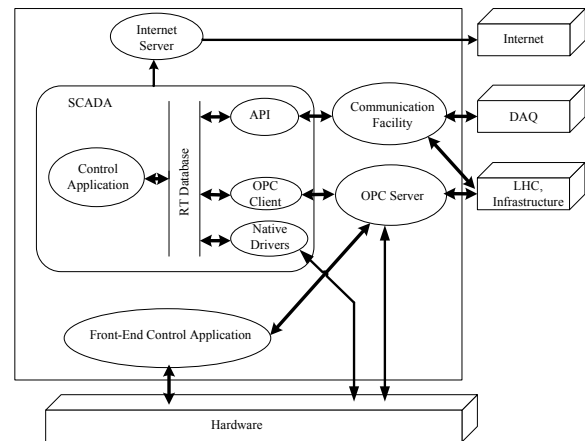 Internet
Server
Internet
SCADA
API
Communication
Facility
DAQ
Control
Application
RT Database
OPC
Client
OPC Server
LHC,
Infrastructure
Native
Drivers
Front-End Control Application
Hardware